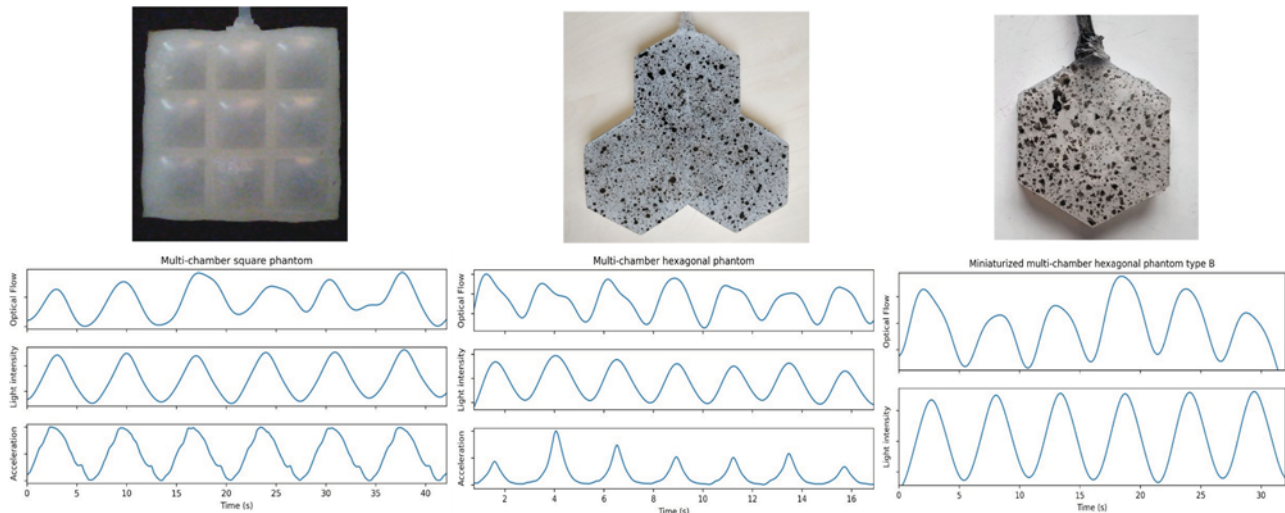 Multi-chamber square phantom
Optical Flow
Light intensity
Acceleration
0 5 10 15 20 25 30 35 40
Time (s)
Multi-chamber hexagonal phantom
Optical Flow
Light intensity
Acceleration
2 4 6 8 10 12 14 16
Time (s)
Miniaturized multi-chamber hexagonal phantom type B
Optical Flow
Light intensity
0 5 10 15 20 25 30
Time (s)